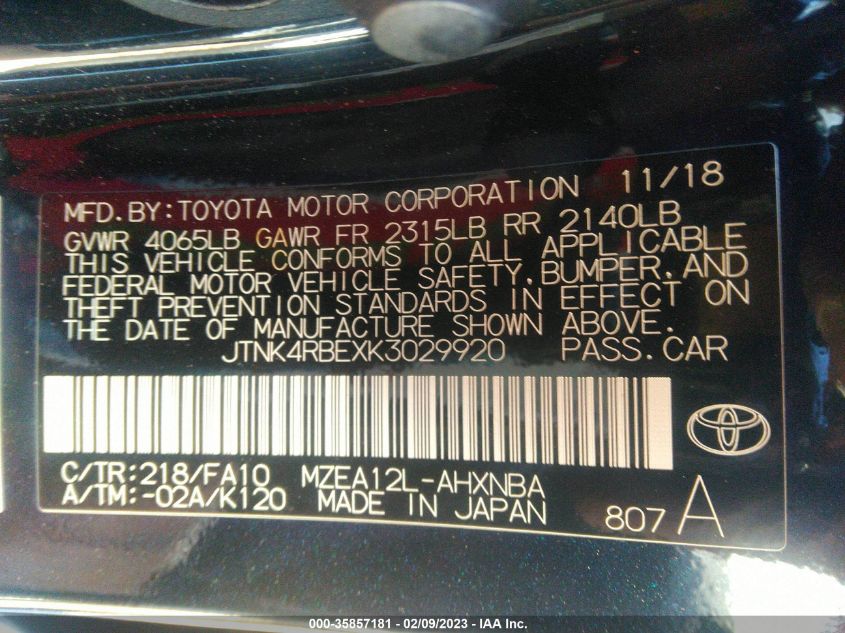 MFD.BY:TOYOTA MOTOR CORPORATION 11/18
GVWR 4065LB GAWR FR 2315LB RR 2140LB
THIS VEHICLE CONFORMS TO ALL APPLICABLE
FEDERAL MOTOR VEHICLE SAFETY,BUMPER,AND
THEFT PREVENTION STANDARDS IN EFFECT ON
THE DATE OF MANUFACTURE SHOWN ABOVE.
JTNK4RBEXK3029920 PASS.CAR
C/TR:218/FA10 MZEA12L-AHXNBA
A/TM:-02A/K120 MADE IN JAPAN
807 A
000-35857181 - 02/09/2023 - IAA Inc.